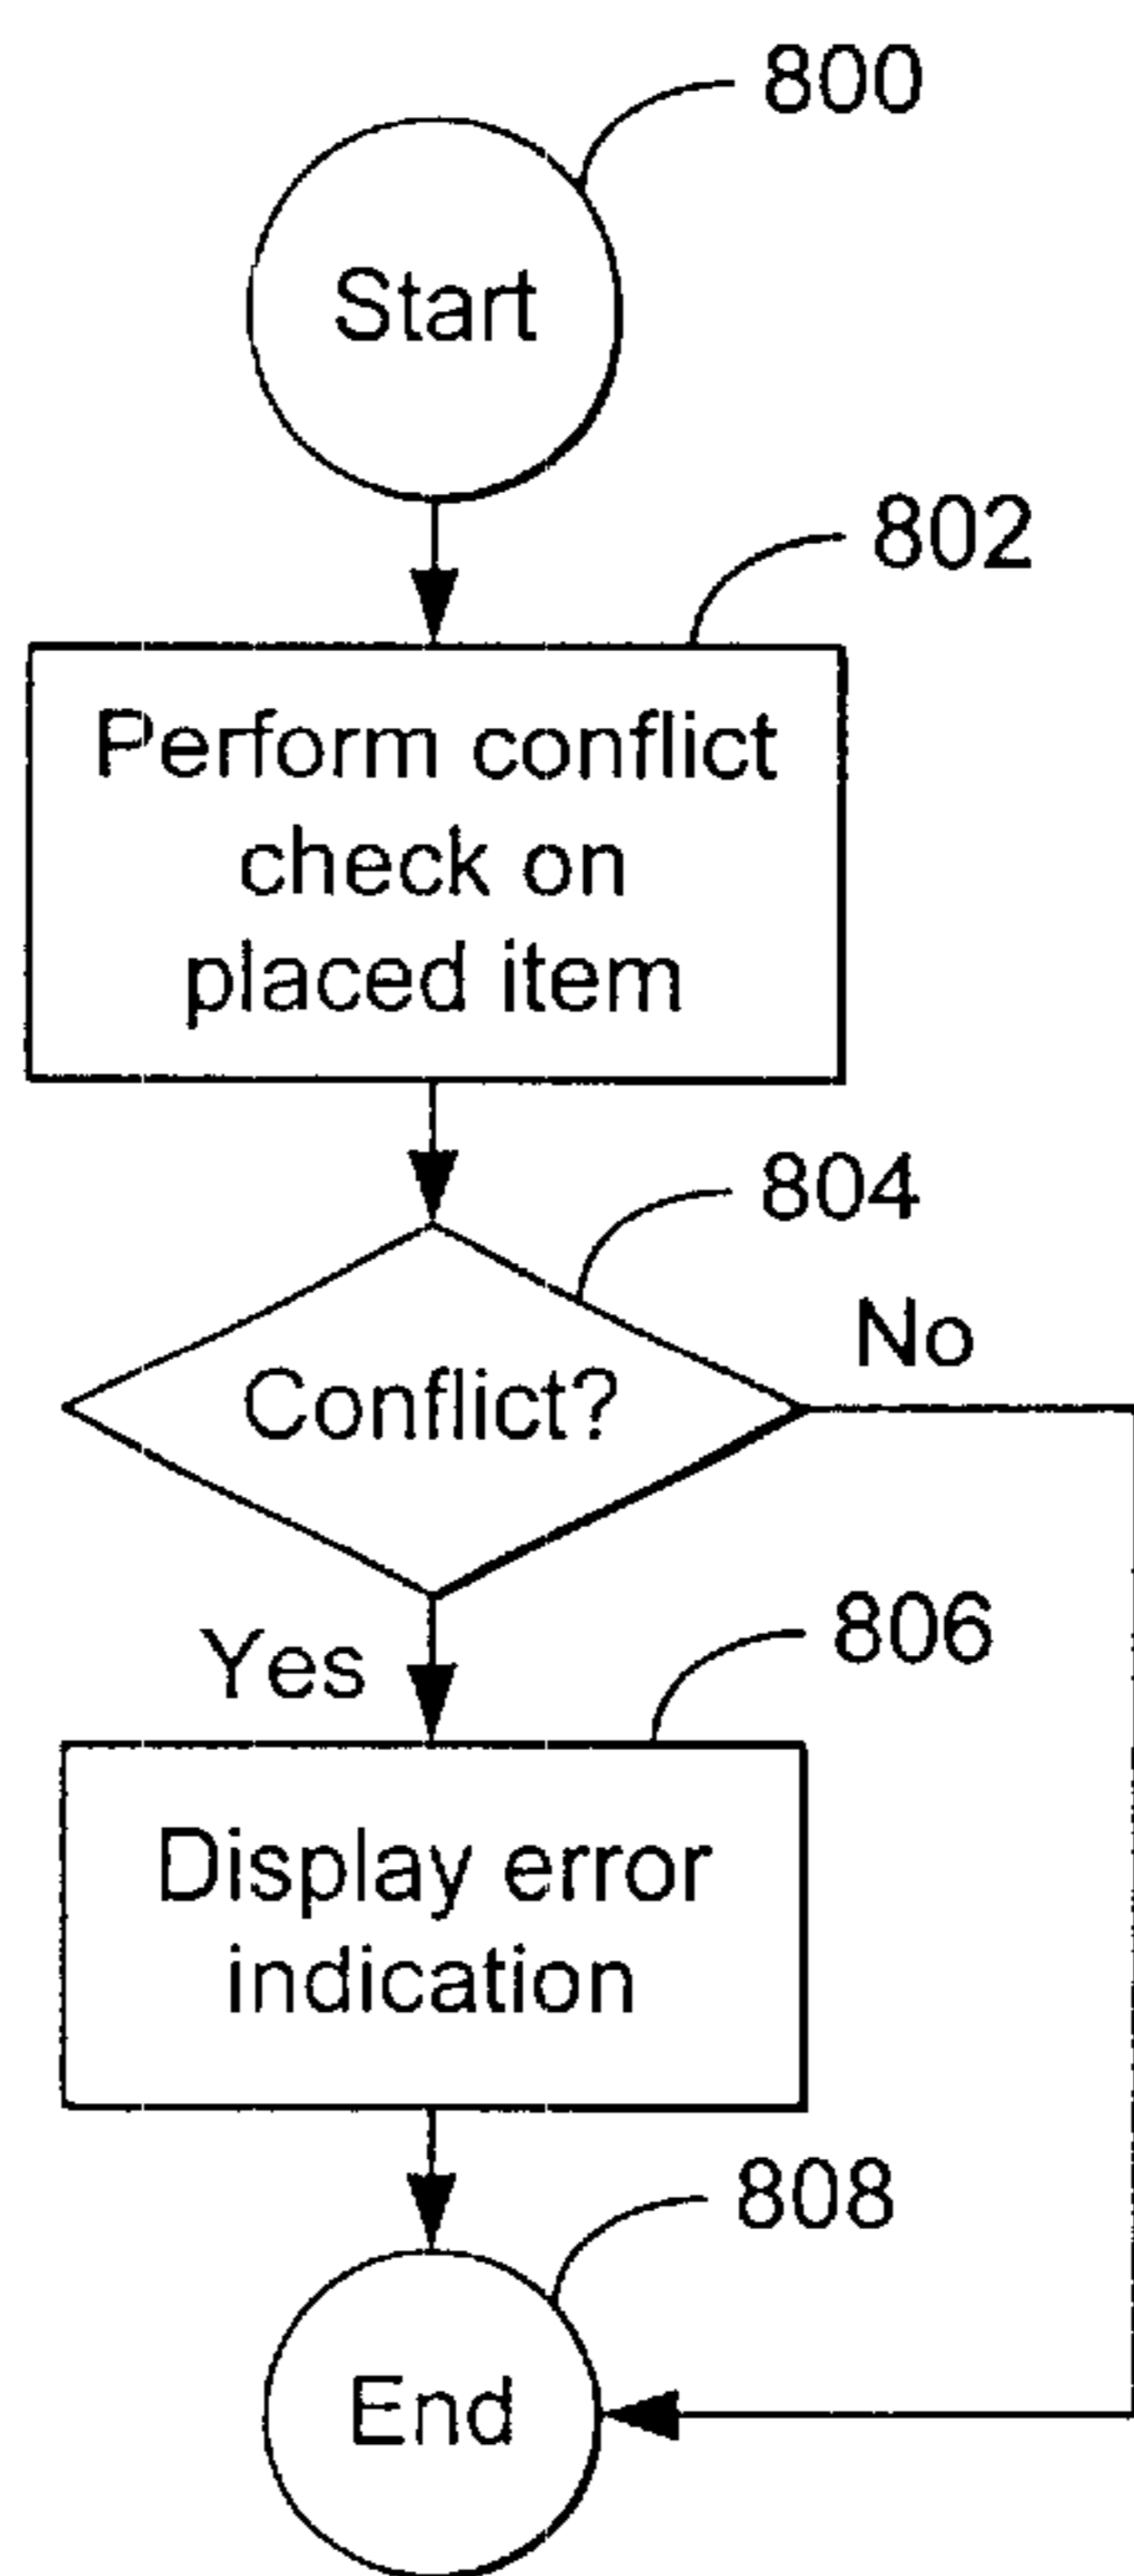 800
Start
802
Perform conflict
check on
placed item
804
No
Conflict?
Yes
806
Display error
indication
808
End